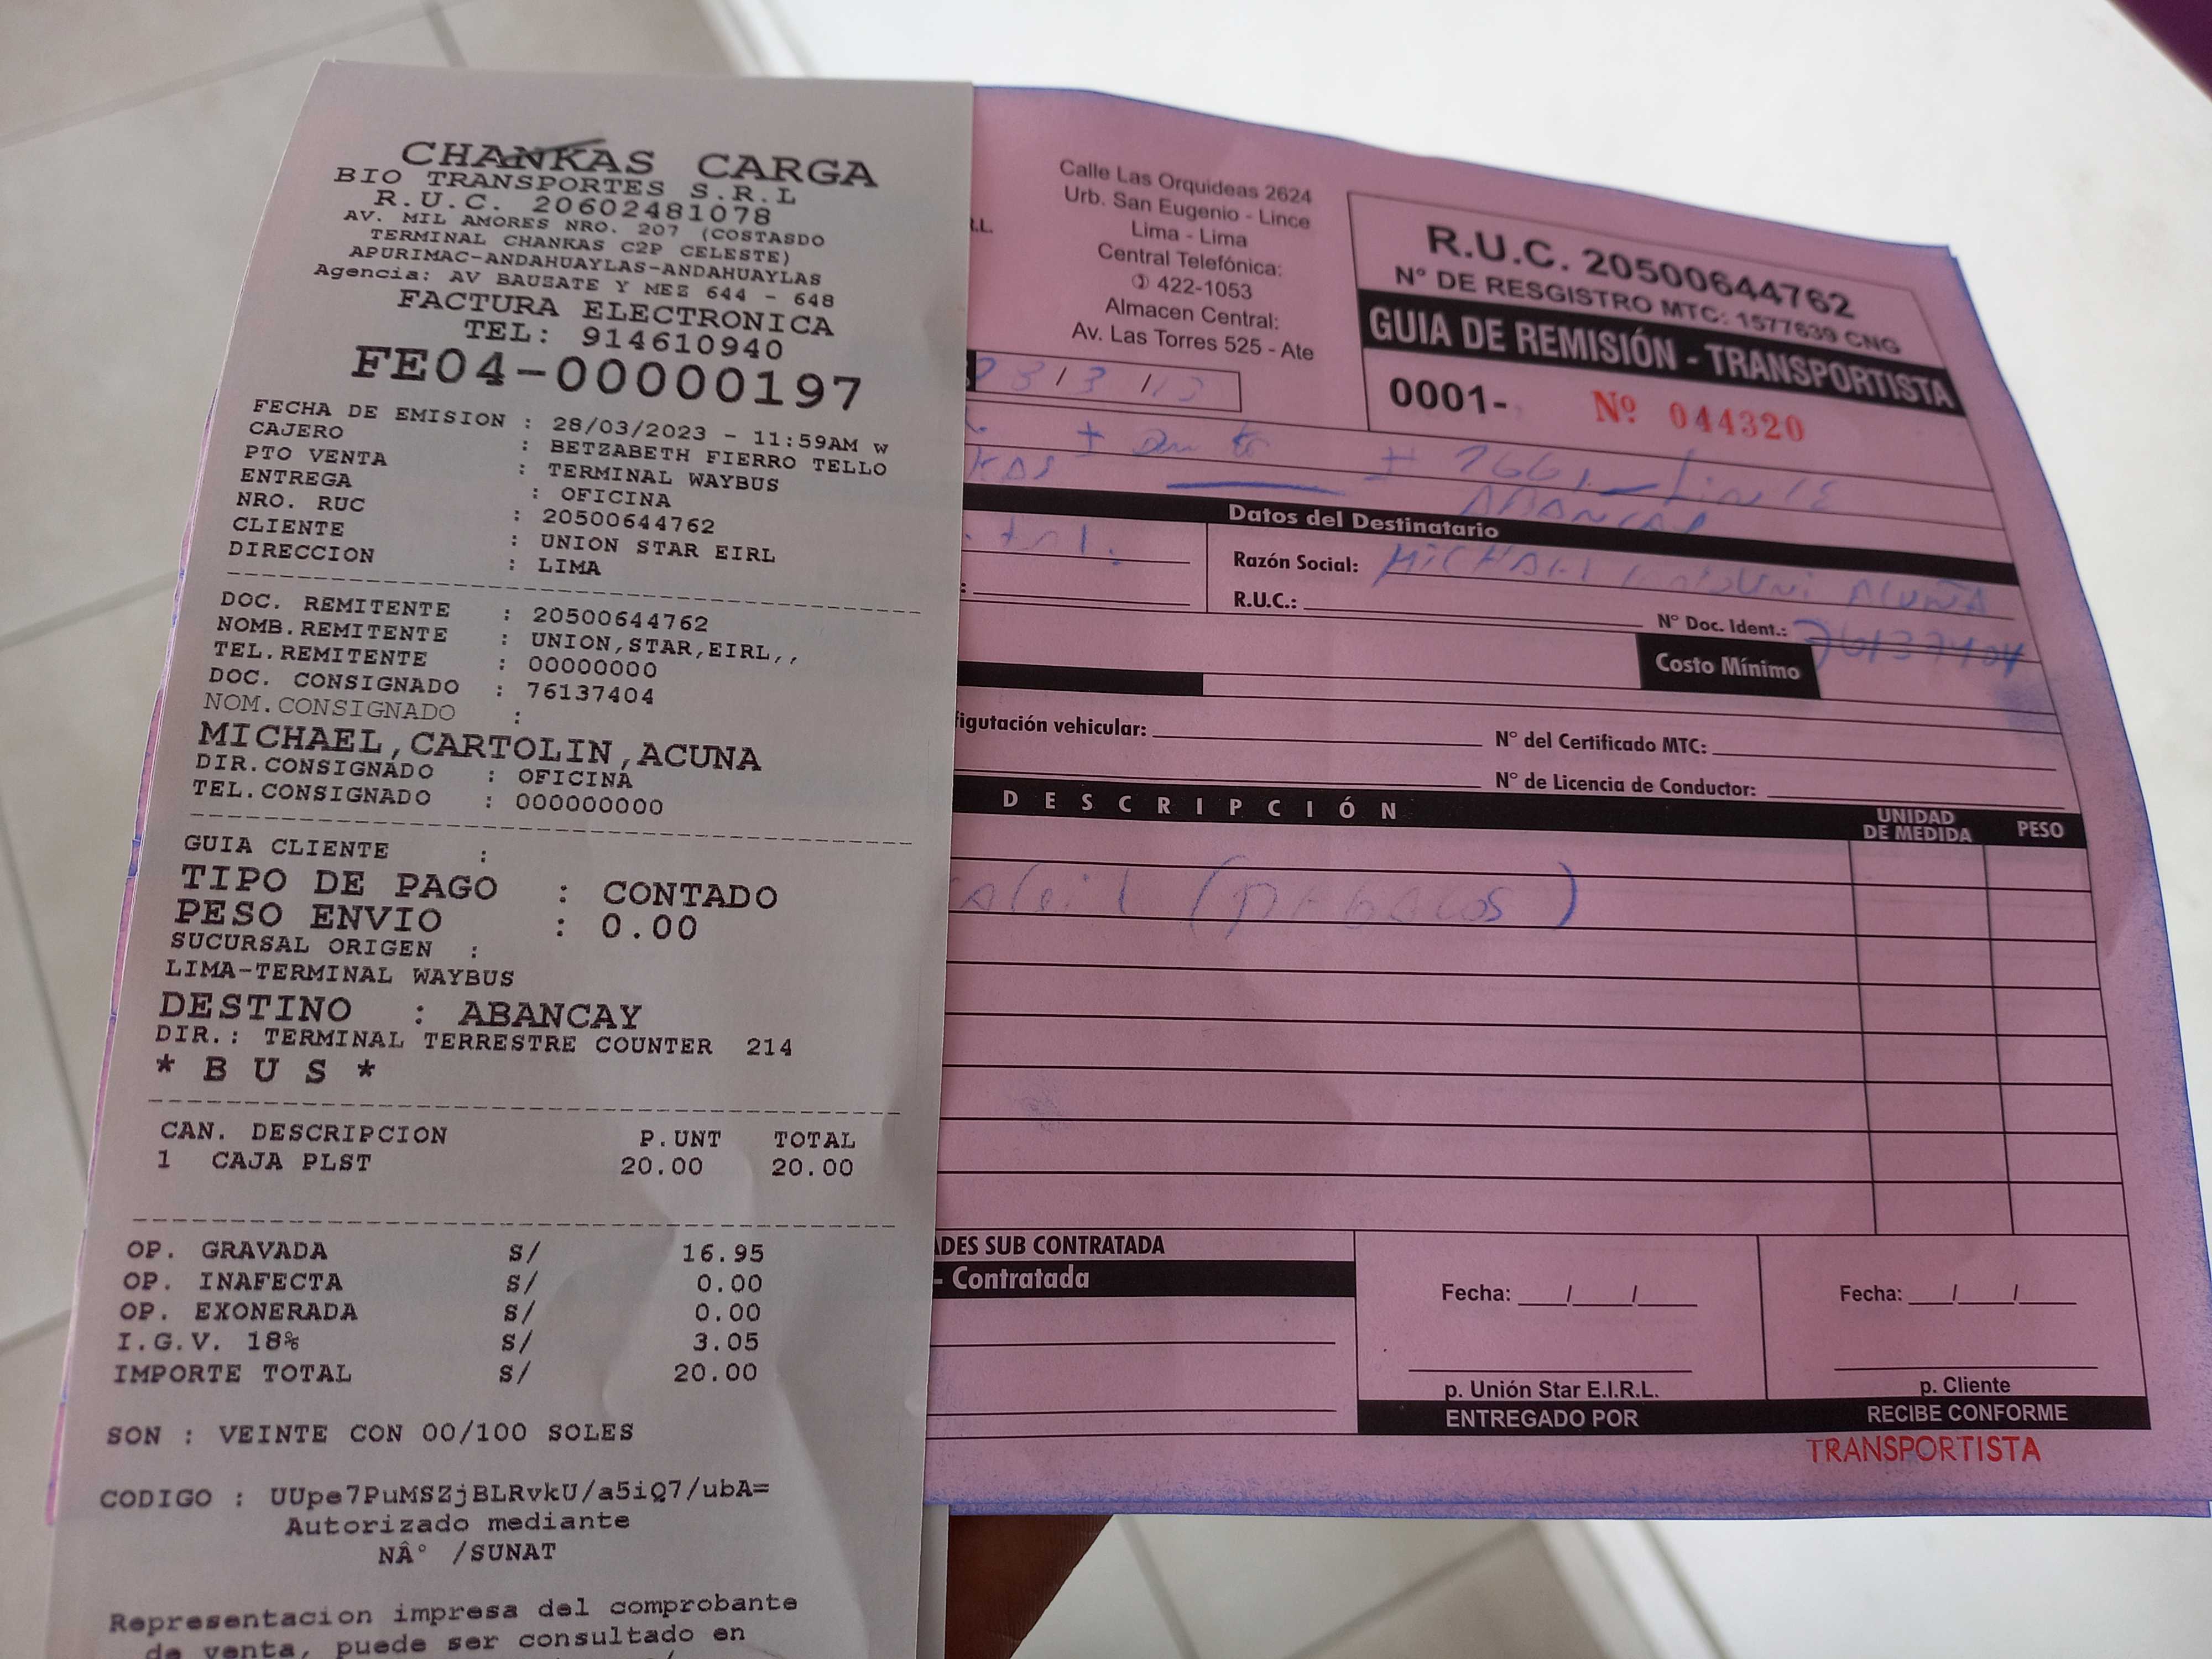 CHANKAS CARGA
BIO TRANSPORTES S.R.L
R.U.C. 20602481078
AV. MIL AMORES NRO. 207 (COSTASDO
TERMINAL CHANKAS C2P CELESTE)
APURIMAC-ANDAHUAYLAS-ANDAHUAYLAS
Agencia: AV BAUZATE Y MEZ 644 - 648
FACTURA ELECTRONICA
TEL: 914610940
FE04-00000197
FECHA DE EMISION : 28/03/2023 - 11:59AM w
CAJERO : BETZABETH FIERRO TELLO
PTO VENTA : TERMINAL WAYBUS
ENTREGA : OFICINA
NRO. RUC : 20500644762
CLIENTE : UNION STAR EIRL
DIRECCION : LIMA
DOC. REMITENTE : 20500644762
NOMB.REMITENTE : UNION,STAR,EIRL,,
TEL.REMITENTE : 00000000
DOC. CONSIGNADO : 76137404
NOM.CONSIGNADO :
MICHAEL,CARTOLIN,ACUNA
DIR.CONSIGNADO : OFICINA
TEL.CONSIGNADO : 000000000
GUIA CLIENTE :
TIPO DE PAGO : CONTADO
PESO ENVIO : 0.00
SUCURSAL ORIGEN :
LIMA-TERMINAL WAYBUS
DESTINO : ABANCAY
DIR.: TERMINAL TERRESTRE COUNTER 214
* B U S *
CAN. DESCRIPCION P.UNT TOTAL
1 CAJA PLST 20.00 20.00
OP. GRAVADA S/ 16.95
OP. INAFECTA S/ 0.00
OP. EXONERADA S/ 0.00
I.G.V. 18% S/ 3.05
IMPORTE TOTAL S/ 20.00
SON : VEINTE CON 00/100 SOLES
CODIGO : UUpe7PuMSZjBLRvkU/a5iQ7/ubA=
Autorizado mediante
NÂ° /SUNAT
Representacion impresa del comprobante
de venta, puede ser consultado en
Calle Las Orquideas 2624
Urb. San Eugenio - Lince
Lima - Lima
Central Telefónica:
422-1053
Almacen Central:
Av. Las Torres 525 - Ate
R.U.C. 20500644762
N° DE RESGISTRO MTC: 1577639 CNG
GUIA DE REMISIÓN - TRANSPORTISTA
0001- Nº 044320
Datos del Destinatario
Razón Social: MICHAEL
R.U.C.:
N° Doc. Ident.: 76137404
Costo Mínimo
figutación vehicular:
N° del Certificado MTC:
N° de Licencia de Conductor:
DESCRIPCIÓN UNIDAD DE MEDIDA PESO
ADES SUB CONTRATADA
- Contratada
Fecha: / /
p. Unión Star E.I.R.L.
ENTREGADO POR
Fecha: / /
p. Cliente
RECIBE CONFORME
TRANSPORTISTA